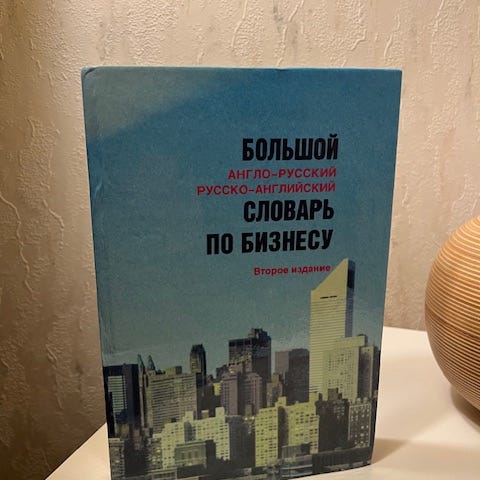 БОЛЬШОЙ
АНГЛО-РУССКИЙ
РУССКО-АНГЛИЙСКИЙ
СЛОВАРЬ
ПО БИЗНЕСУ
Второе издание